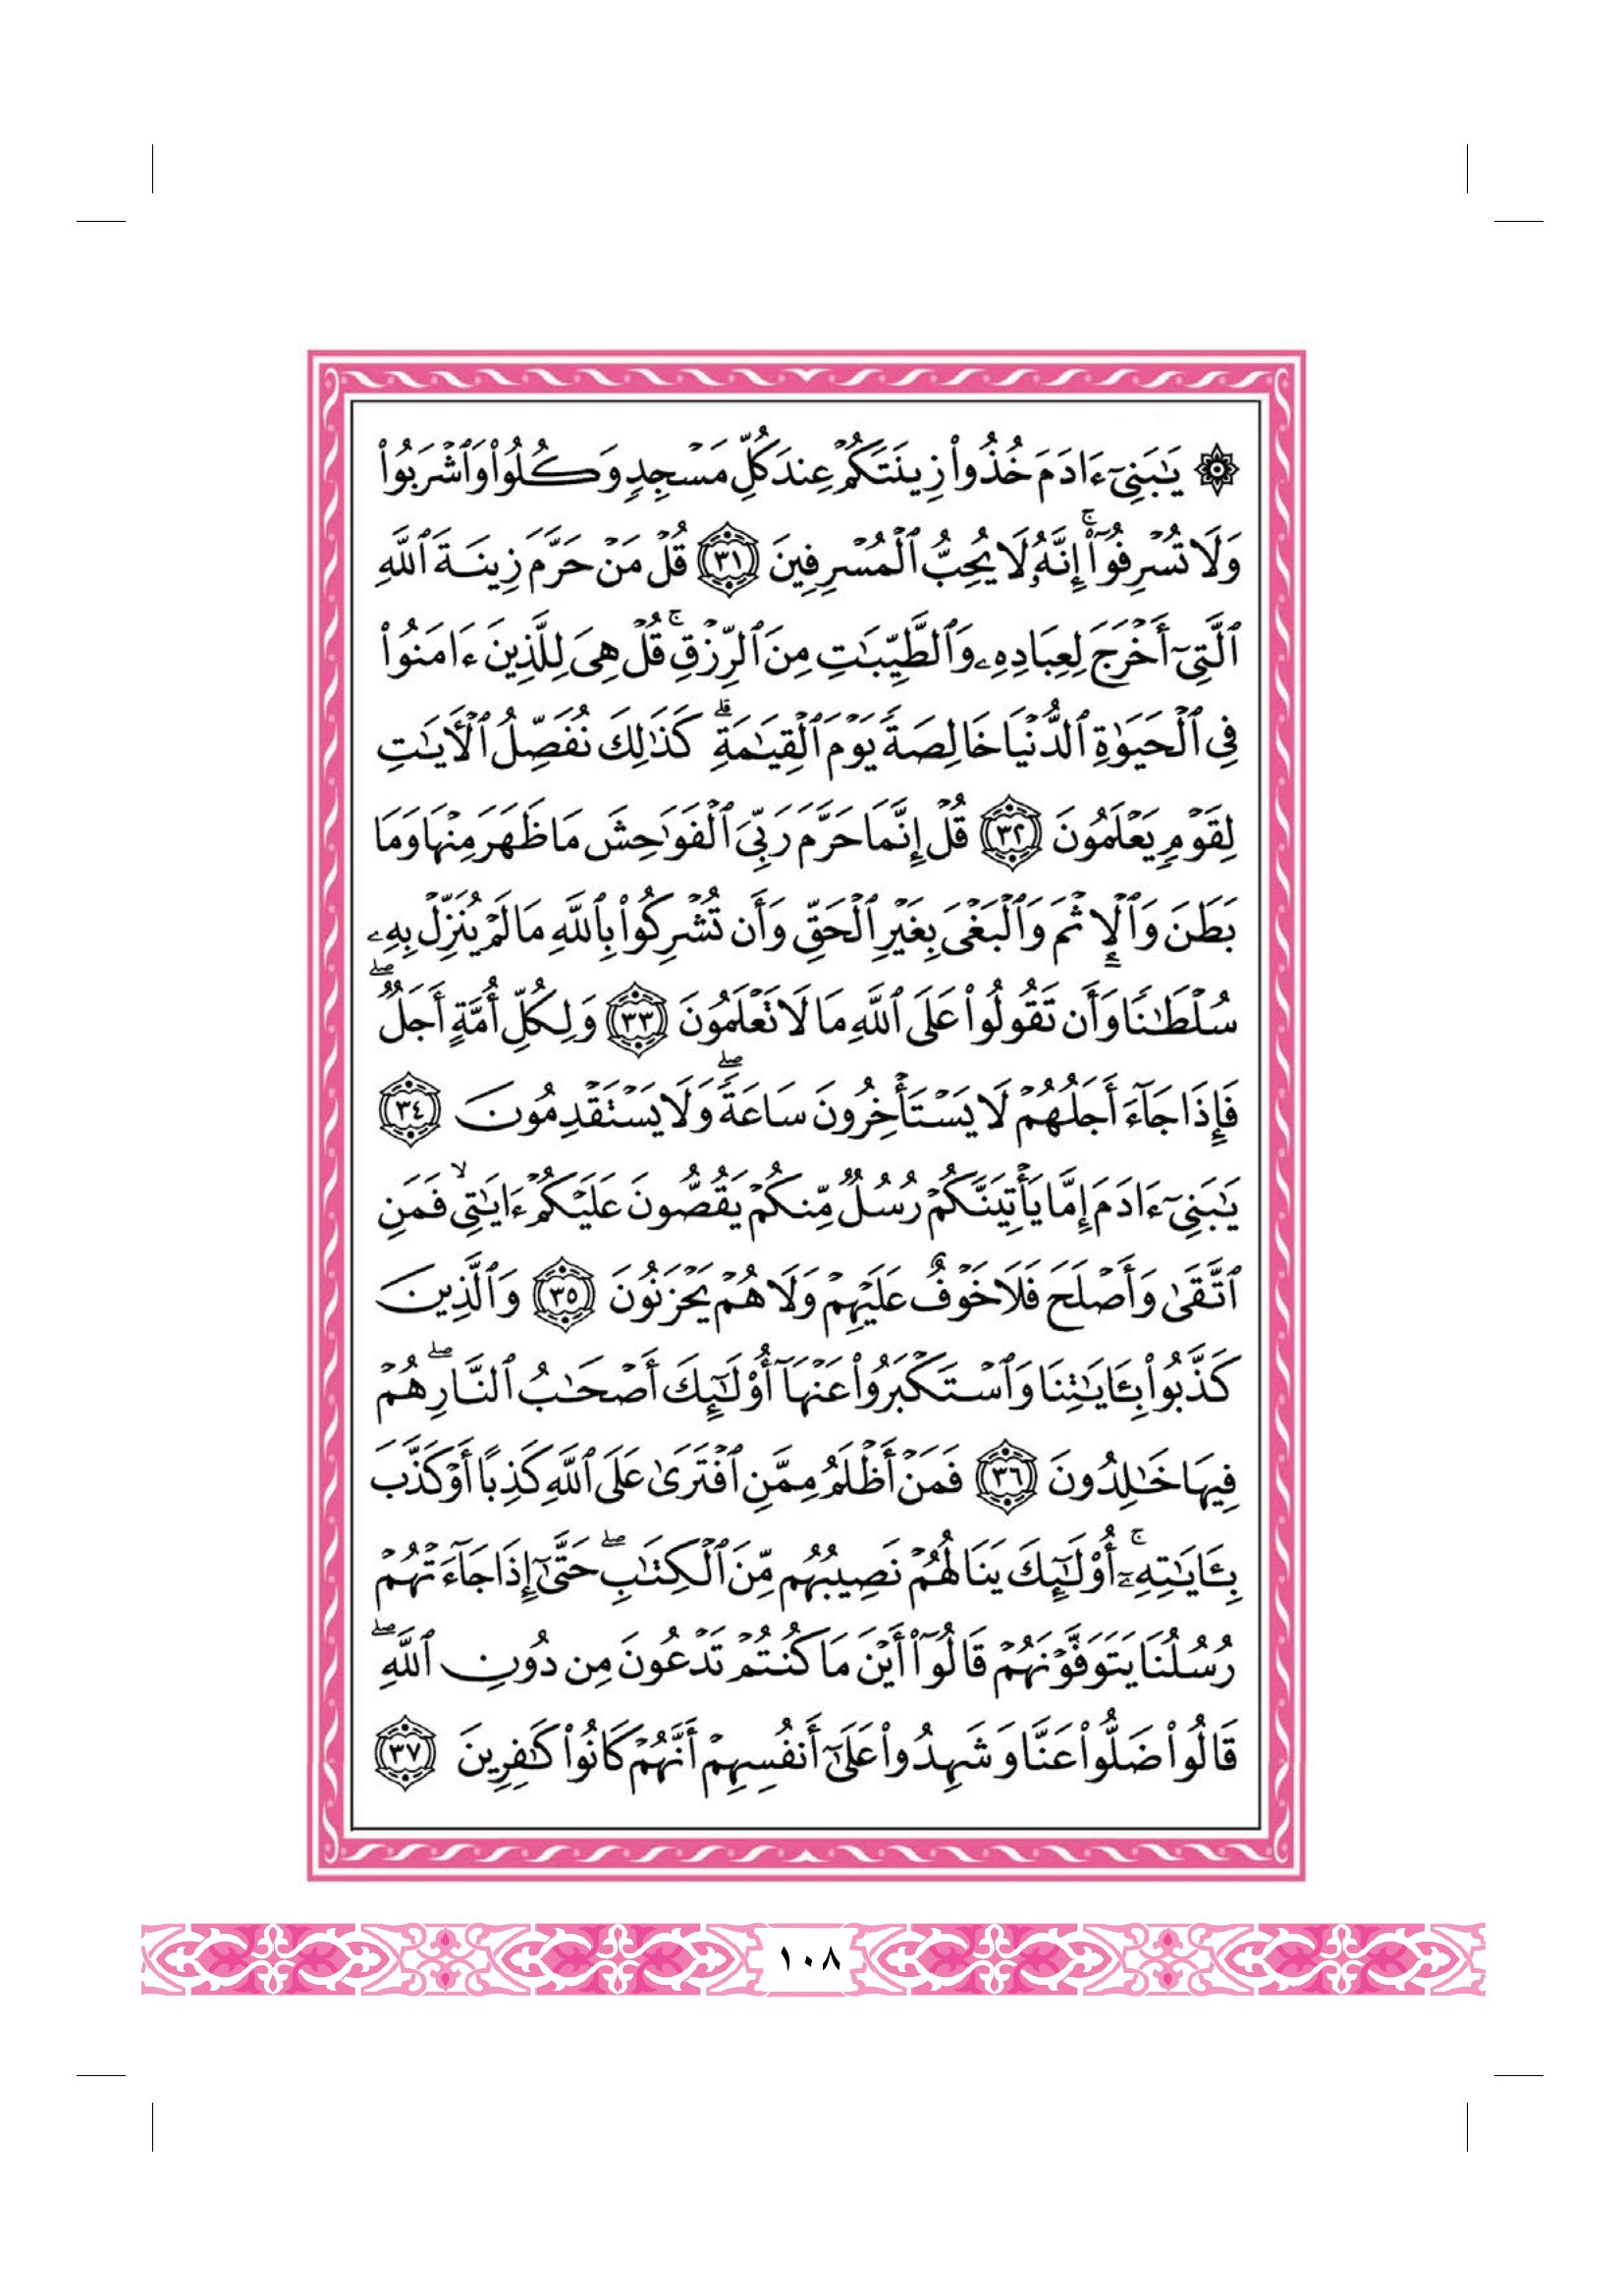 ۞ يَٰبَنِيٓ ءَادَمَ خُذُواْ زِينَتَكُمۡ عِندَ كُلِّ مَسۡجِدٖ وَكُلُواْ وَٱشۡرَبُواْ
وَلَا تُسۡرِفُوٓاْۚ إِنَّهُۥ لَا يُحِبُّ ٱلۡمُسۡرِفِينَ ٣١ قُلۡ مَنۡ حَرَّمَ زِينَةَ ٱللَّهِ
ٱلَّتِيٓ أَخۡرَجَ لِعِبَادِهِۦ وَٱلطَّيِّبَٰتِ مِنَ ٱلرِّزۡقِۚ قُلۡ هِيَ لِلَّذِينَ ءَامَنُواْ
فِي ٱلۡحَيَوٰةِ ٱلدُّنۡيَا خَالِصَةٗ يَوۡمَ ٱلۡقِيَٰمَةِۗ كَذَٰلِكَ نُفَصِّلُ ٱلۡأٓيَٰتِ
لِقَوۡمٖ يَعۡلَمُونَ ٣٢ قُلۡ إِنَّمَا حَرَّمَ رَبِّيَ ٱلۡفَوَٰحِشَ مَا ظَهَرَ مِنۡهَا وَمَا
بَطَنَ وَٱلۡإِثۡمَ وَٱلۡبَغۡيَ بِغَيۡرِ ٱلۡحَقِّ وَأَن تُشۡرِكُواْ بِٱللَّهِ مَا لَمۡ يُنَزِّلۡ بِهِۦ
سُلۡطَٰنٗا وَأَن تَقُولُواْ عَلَى ٱللَّهِ مَا لَا تَعۡلَمُونَ ٣٣ وَلِكُلِّ أُمَّةٍ أَجَلٞۖ
فَإِذَا جَآءَ أَجَلُهُمۡ لَا يَسۡتَأۡخِرُونَ سَاعَةٗۖ وَلَا يَسۡتَقۡدِمُونَ ٣٤
يَٰبَنِيٓ ءَادَمَ إِمَّا يَأۡتِيَنَّكُمۡ رُسُلٞ مِّنكُمۡ يَقُصُّونَ عَلَيۡكُمۡ ءَايَٰتِي ۙ فَمَنِ
ٱتَّقَىٰ وَأَصۡلَحَ فَلَا خَوۡفٌ عَلَيۡهِمۡ وَلَا هُمۡ يَحۡزَنُونَ ٣٥ وَٱلَّذِينَ
كَذَّبُواْ بِـَٔايَٰتِنَا وَٱسۡتَكۡبَرُواْ عَنۡهَآ أُوْلَٰٓئِكَ أَصۡحَٰبُ ٱلنَّارِۖ هُمۡ
فِيهَا خَٰلِدُونَ ٣٦ فَمَنۡ أَظۡلَمُ مِمَّنِ ٱفۡتَرَىٰ عَلَى ٱللَّهِ كَذِبًا أَوۡ كَذَّبَ
بِـَٔايَٰتِهِۦٓۚ أُوْلَٰٓئِكَ يَنَالُهُمۡ نَصِيبُهُم مِّنَ ٱلۡكِتَٰبِۖ حَتَّىٰٓ إِذَا جَآءَتۡهُمۡ
رُسُلُنَا يَتَوَفَّوۡنَهُمۡ قَالُوٓاْ أَيۡنَ مَا كُنتُمۡ تَدۡعُونَ مِن دُونِ ٱللَّهِۖ
قَالُواْ ضَلُّواْ عَنَّا وَشَهِدُواْ عَلَىٰٓ أَنفُسِهِمۡ أَنَّهُمۡ كَانُواْ كَٰفِرِينَ ٣٧
١٠٨